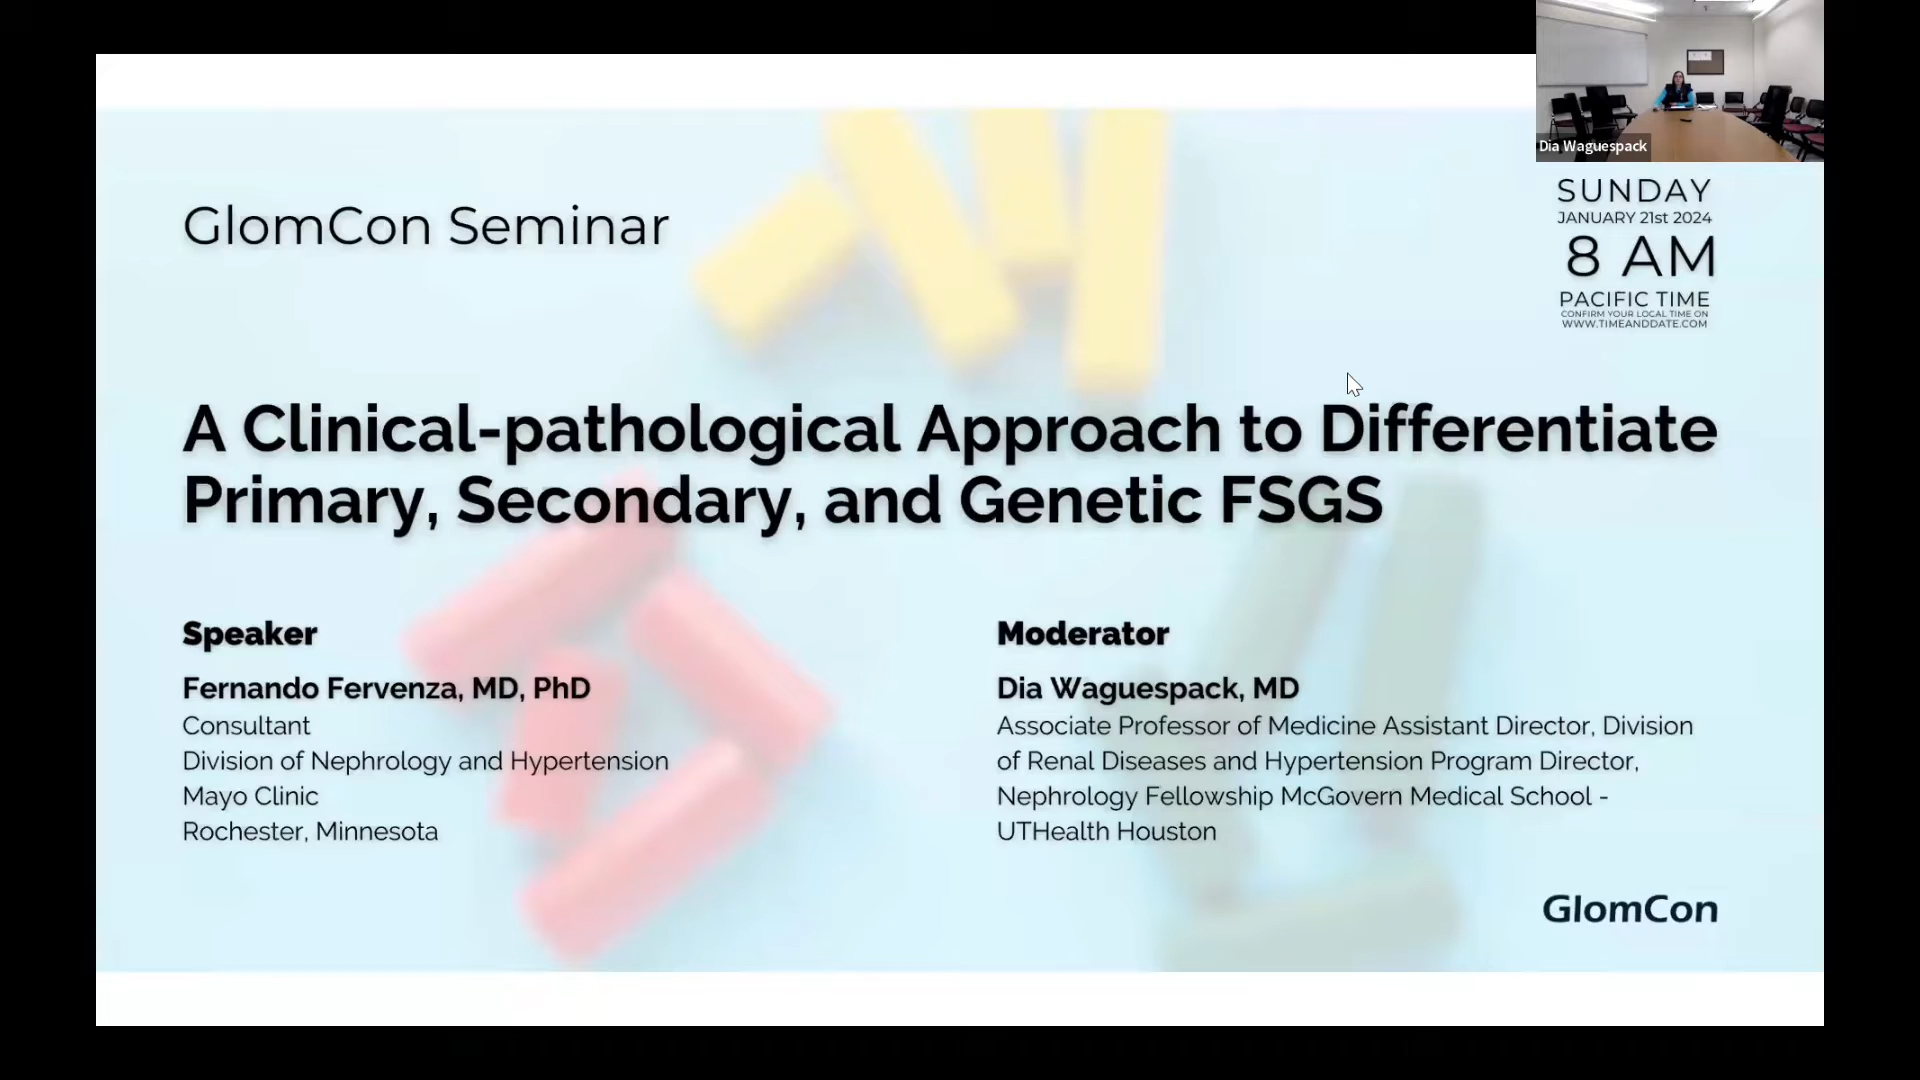 Dia Waguespack
GlomCon Seminar
SUNDAY
JANUARY 21st 2024
8 AM
PACIFIC TIME
CONFIRM YOUR LOCAL TIME ON
WWW.TIMEANDDATE.COM
A Clinical-pathological Approach to Differentiate
Primary, Secondary, and Genetic FSGS
Speaker
Fernando Fervenza, MD, PhD
Consultant
Division of Nephrology and Hypertension
Mayo Clinic
Rochester, Minnesota
Moderator
Dia Waguespack, MD
Associate Professor of Medicine Assistant Director, Division
of Renal Diseases and Hypertension Program Director,
Nephrology Fellowship McGovern Medical School -
UTHealth Houston
GlomCon